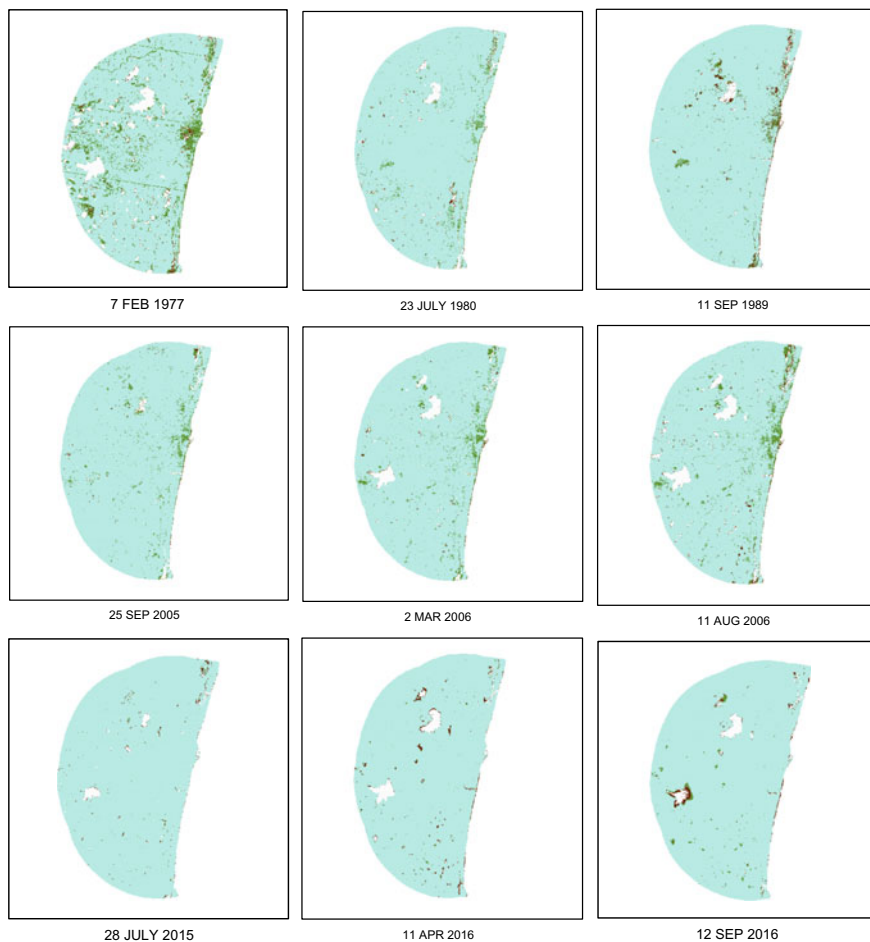 7 FEB 1977
23 JULY 1980
11 SEP 1989
25 SEP 2005
2 MAR 2006
11 AUG 2006
28 JULY 2015
11 APR 2016
12 SEP 2016